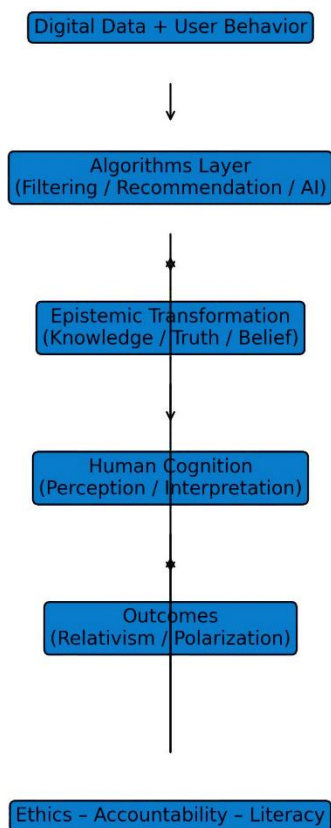 Digital Data + User Behavior
Algorithms Layer
(Filtering / Recommendation / AI)
Epistemic Transformation
(Knowledge / Truth / Belief)
Human Cognition
(Perception / Interpretation)
Outcomes
(Relativism / Polarization)
Ethics – Accountability – Literacy